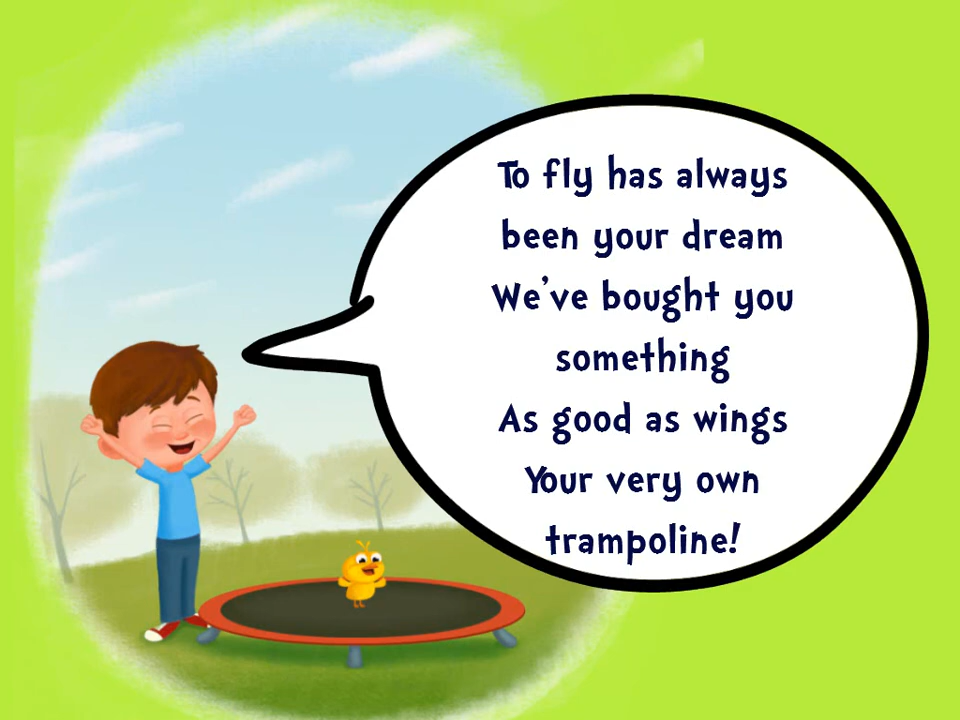 To fly has always
been your dream
We've bought you
something
As good as wings
Your very own
trampoline!